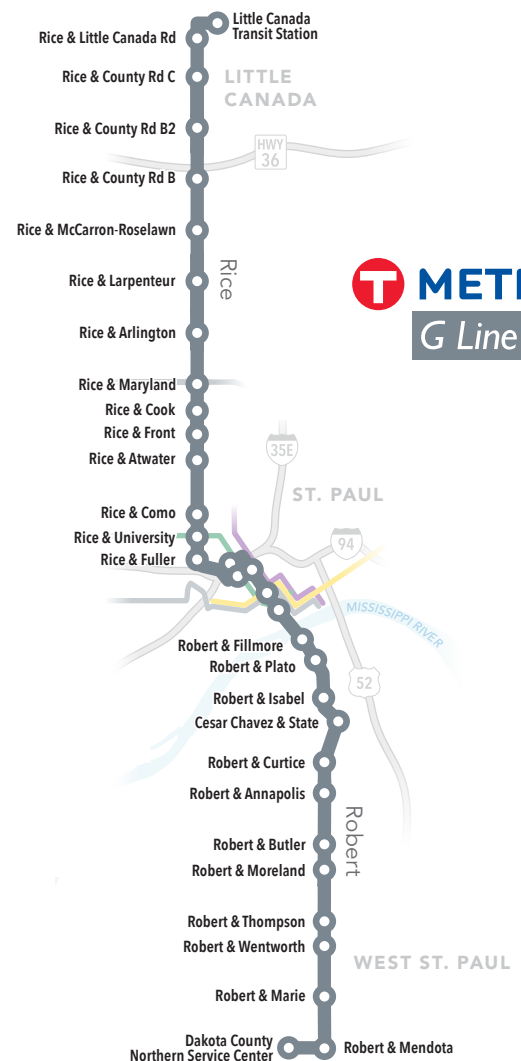 Little Canada
Transit Station
Rice & Little Canada Rd
Rice & County Rd C
LITTLE
CANADA
Rice & County Rd B2
HWY
36
Rice & County Rd B
Rice & McCarron-Roselawn
Rice
Rice & Larpenteur
T METR
G Line
Rice & Arlington
Rice & Maryland
Rice & Cook
Rice & Front
35E
Rice & Atwater
ST. PAUL
Rice & Como
Rice & University
94
Rice & Fuller
MISSISSIPPI RIVER
Robert & Fillmore
Robert & Plato
52
Robert & Isabel
Cesar Chavez & State
Robert & Curtice
Robert & Annapolis
Robert
Robert & Butler
Robert & Moreland
Robert & Thompson
Robert & Wentworth
WEST ST. PAUL
Robert & Marie
Dakota County
Northern Service Center
Robert & Mendota